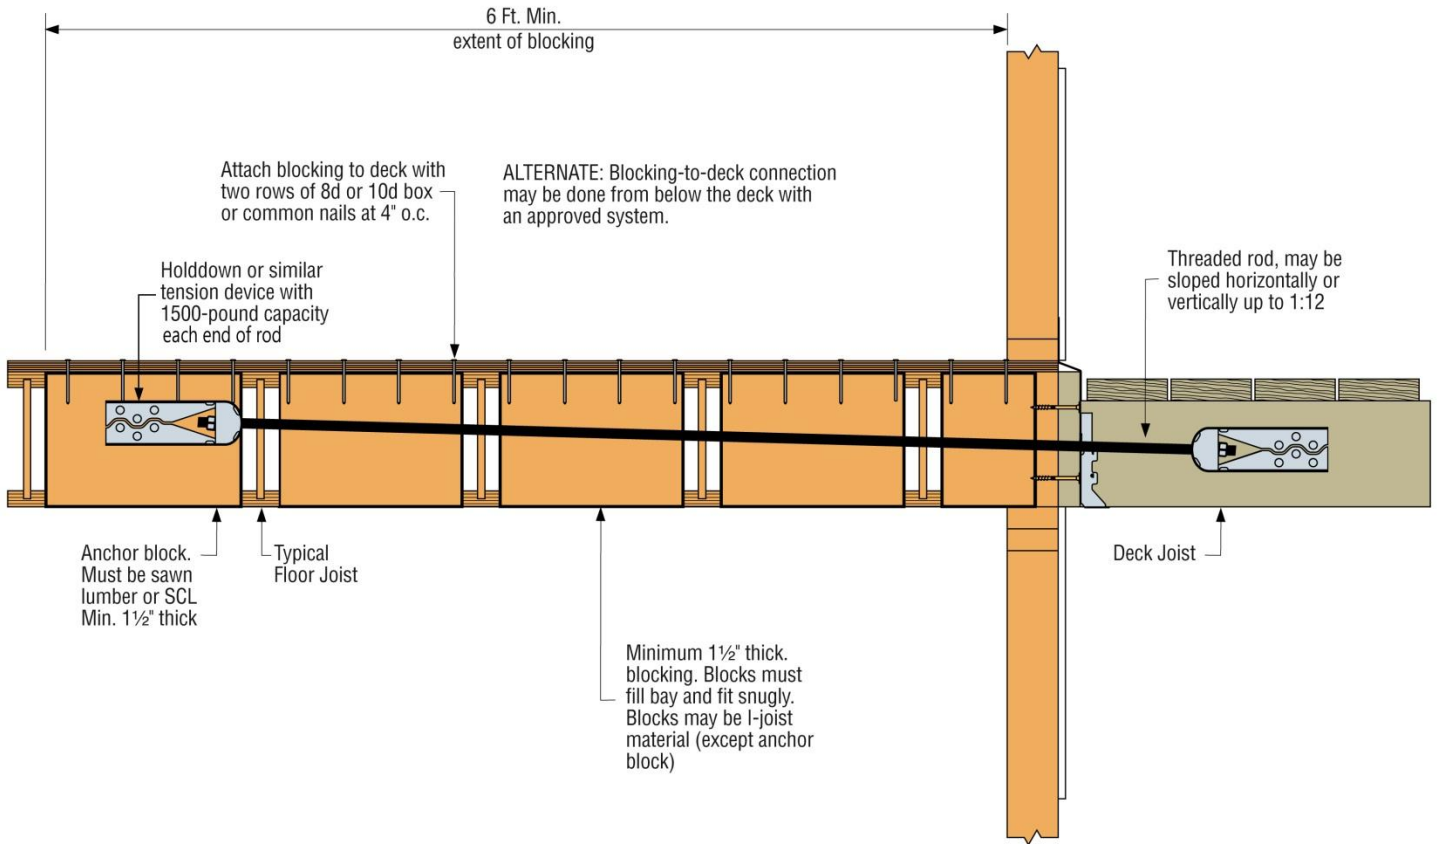 6 Ft. Min.
extent of blocking
Attach blocking to deck with
two rows of 8d or 10d box
or common nails at 4" o.c.
ALTERNATE: Blocking-to-deck connection
may be done from below the deck with
an approved system.
Holddown or similar
tension device with
1500-pound capacity
each end of rod
Threaded rod, may be
sloped horizontally or
vertically up to 1:12
Anchor block.
Must be sawn
lumber or SCL
Min. 1½" thick
Typical
Floor Joist
Deck Joist
Minimum 1½" thick.
blocking. Blocks must
fill bay and fit snugly.
Blocks may be I-joist
material (except anchor
block)